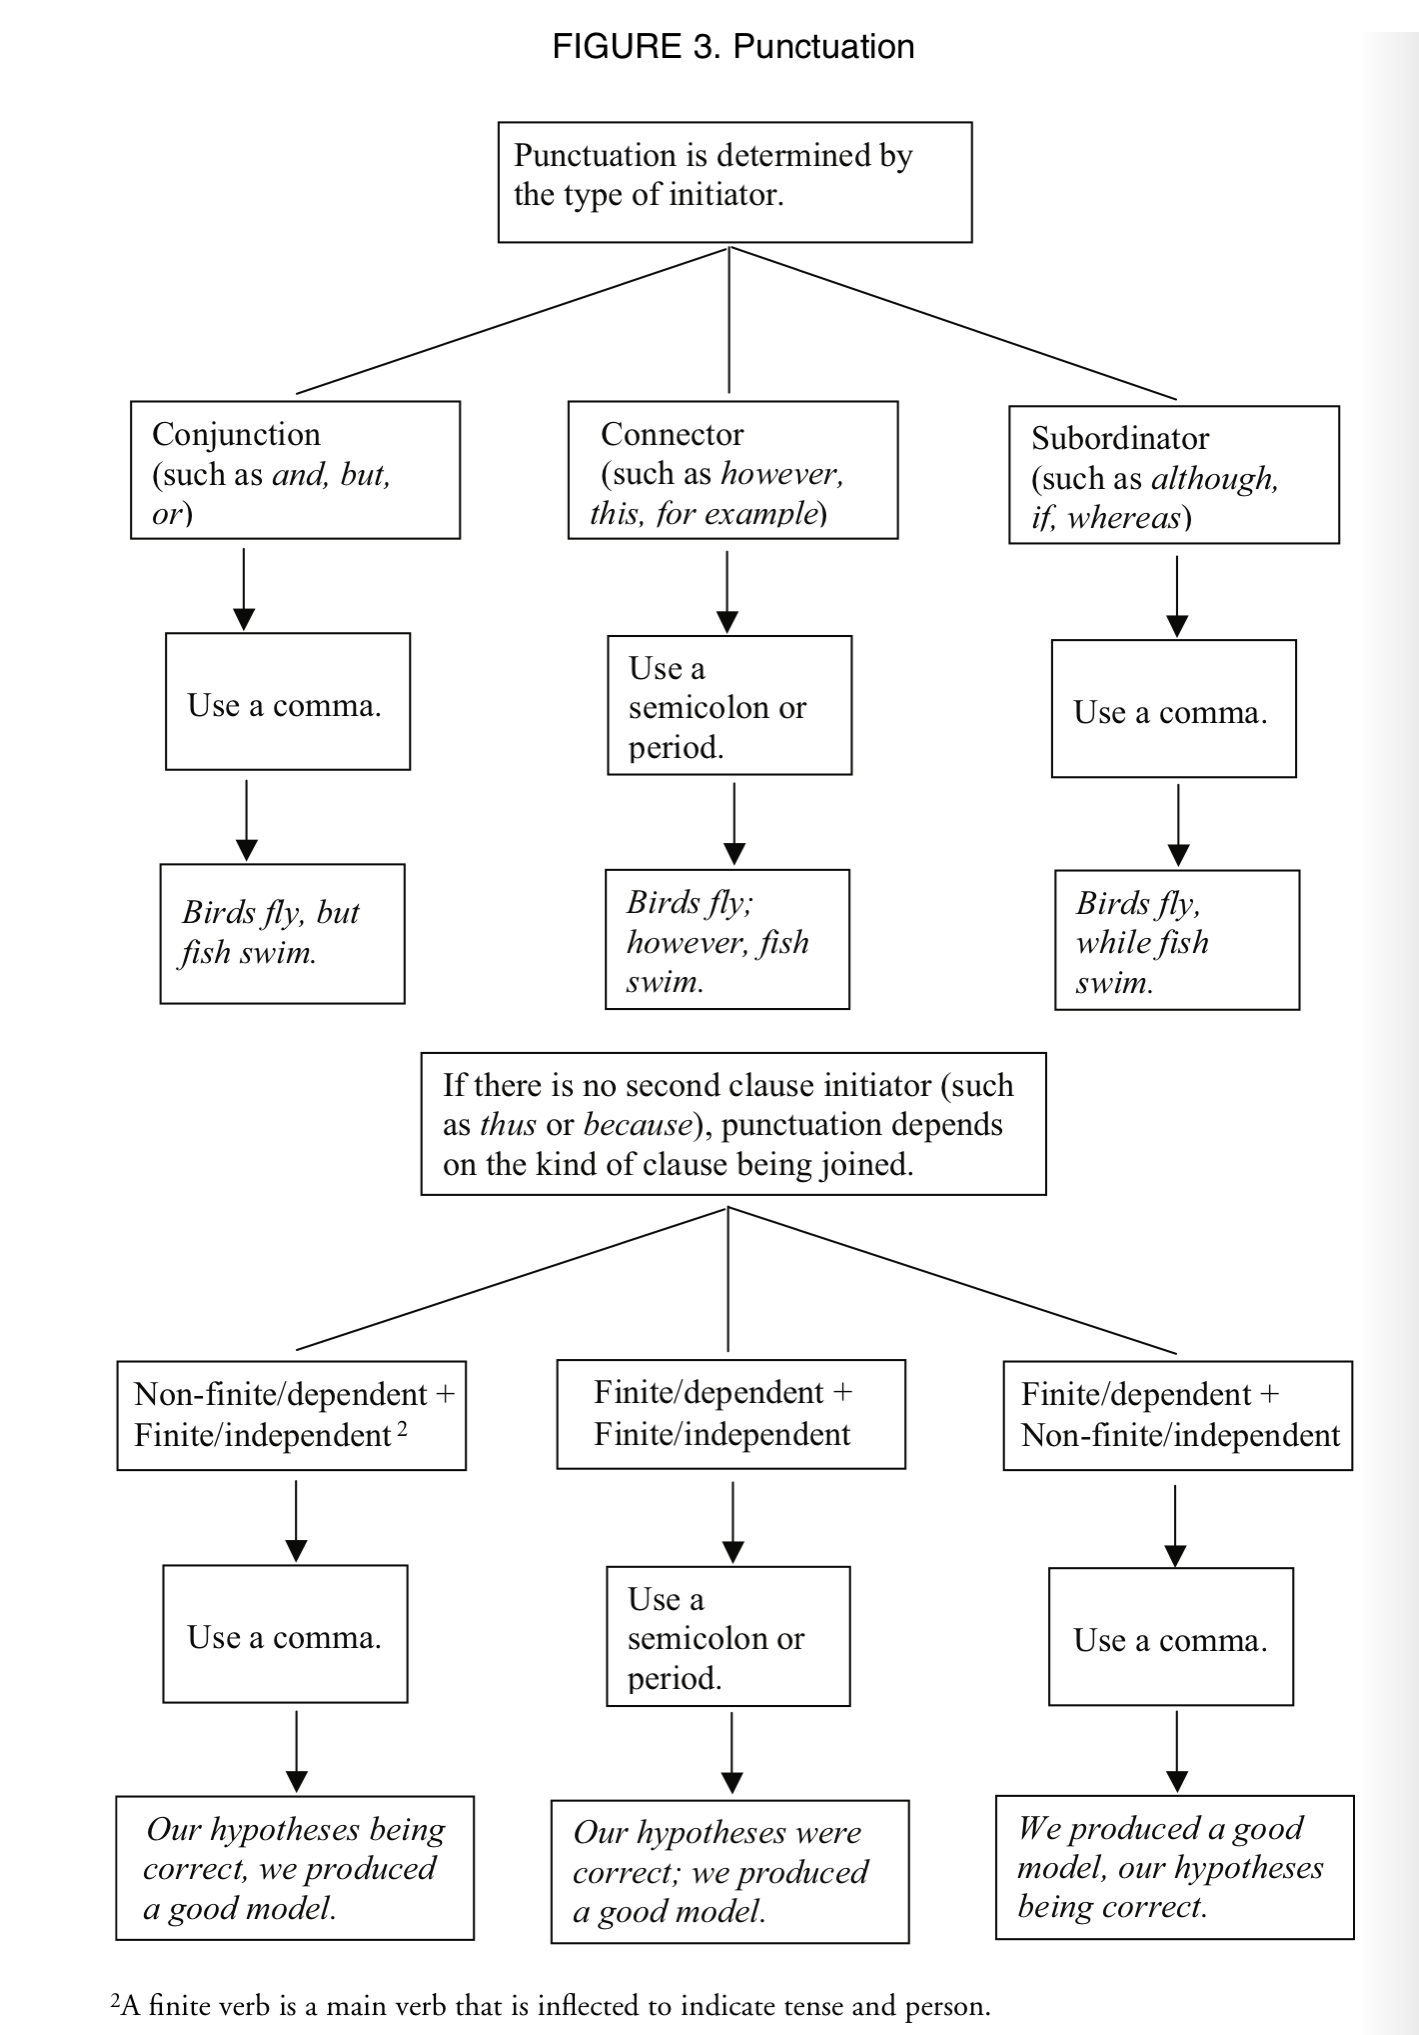 FIGURE 3. Punctuation
Punctuation is determined by
the type of initiator.
Conjunction
(such as and, but,
or)
Connector
(such as however,
this, for example)
Subordinator
(such as although,
if, whereas)
Use a comma.
Use a
semicolon or
period.
Use a comma.
Birds fly, but
fish swim.
Birds fly;
however, fish
swim.
Birds fly,
while fish
swim.
If there is no second clause initiator (such
as thus or because), punctuation depends
on the kind of clause being joined.
Non-finite/dependent +
Finite/independent ²
Finite/dependent +
Finite/independent
Finite/dependent +
Non-finite/independent
Use a comma.
Use a
semicolon or
period.
Use a comma.
Our hypotheses being
correct, we produced
a good model.
Our hypotheses were
correct; we produced
a good model.
We produced a good
model, our hypotheses
being correct.
²A finite verb is a main verb that is inflected to indicate tense and person.